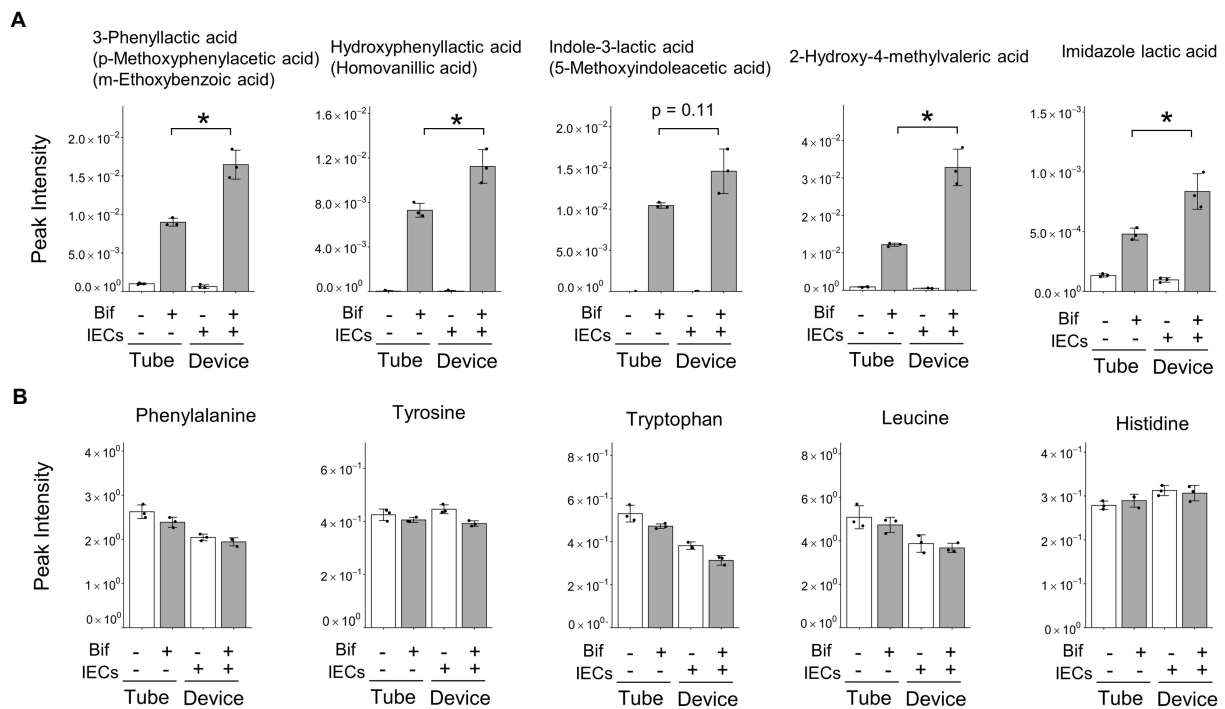 A
3-Phenyllactic acid
(p-Methoxyphenylacetic acid)
(m-Ethoxybenzoic acid)
Hydroxyphenyllactic acid
(Homovanillic acid)
Indole-3-lactic acid
(5-Methoxyindoleacetic acid)
2-Hydroxy-4-methylvaleric acid
Imidazole lactic acid
Peak Intensity
2.0 × 10⁻²
1.5 × 10⁻²
1.0 × 10⁻²
5.0 × 10⁻³
0.0 × 10⁰
*
1.6 × 10⁻²
1.2 × 10⁻²
8.0 × 10⁻³
4.0 × 10⁻³
0.0 × 10⁰
*
2.0 × 10⁻²
1.5 × 10⁻²
1.0 × 10⁻²
5.0 × 10⁻³
0.0 × 10⁰
p = 0.11
4 × 10⁻²
3 × 10⁻²
2 × 10⁻²
1 × 10⁻²
0 × 10⁰
*
1.5 × 10⁻³
1.0 × 10⁻³
5.0 × 10⁻⁴
0.0 × 10⁰
*
Bif - + - +
IECs + +
Tube Device
- + - +
+ +
Tube Device
Bif - + - +
IECs + +
Tube Device
Bif - + - +
IECs + +
Tube Device
Bif - + - +
IECs + +
Tube Device
B
Phenylalanine
Tyrosine
Tryptophan
Leucine
Histidine
Peak Intensity
4 × 10⁰
3 × 10⁰
2 × 10⁰
1 × 10⁰
0 × 10⁰
6 × 10⁻¹
4 × 10⁻¹
2 × 10⁻¹
0 × 10⁰
8 × 10⁻¹
6 × 10⁻¹
4 × 10⁻¹
2 × 10⁻¹
0 × 10⁰
8 × 10⁰
6 × 10⁰
4 × 10⁰
2 × 10⁰
0 × 10⁰
4 × 10⁻¹
3 × 10⁻¹
2 × 10⁻¹
1 × 10⁻¹
0 × 10⁰
Bif - + - +
IECs + +
Tube Device
Bif - + - +
IECs + +
Tube Device
Bif - + - +
IECs + +
Tube Device
Bif - + - +
IECs + +
Tube Device
Bif - + - +
IECs + +
Tube Device